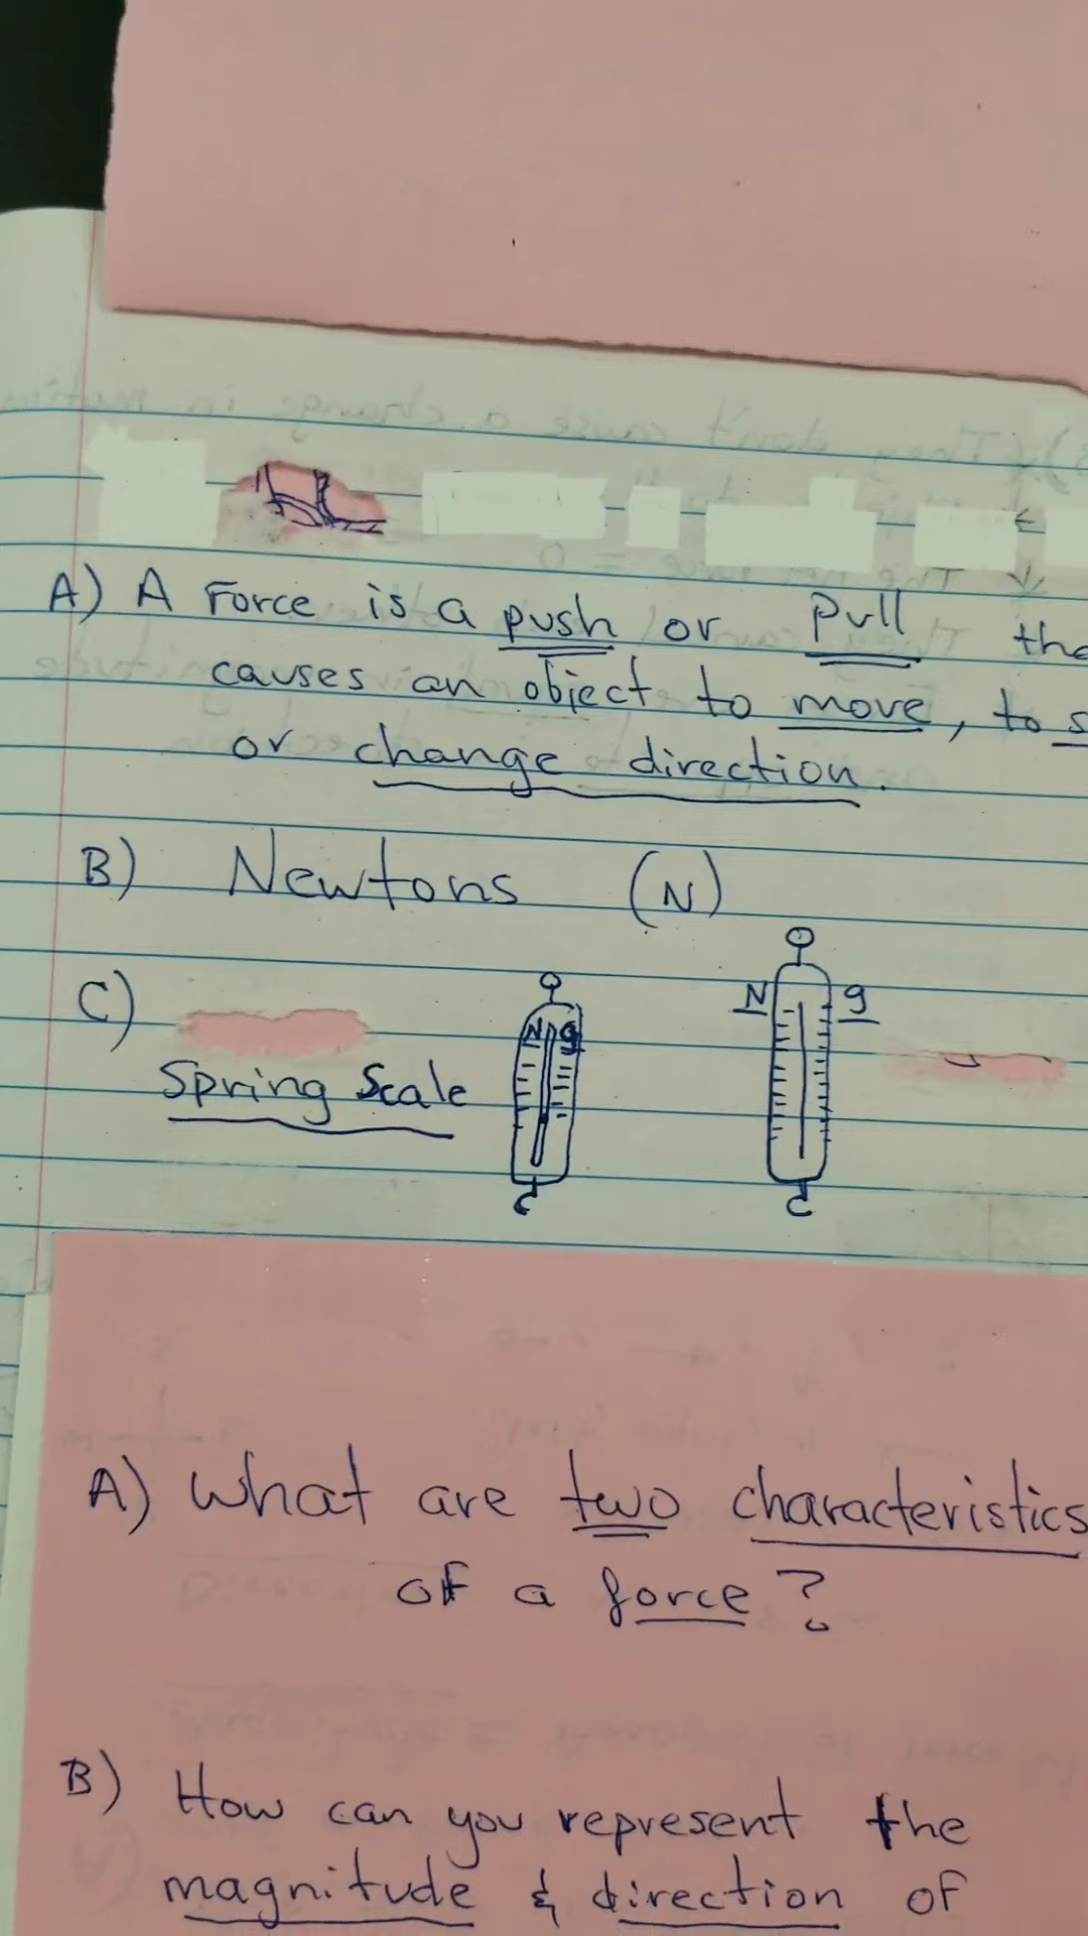 A) A Force is a push or Pull
causes an object to move, to
or change direction.
B) Newtons (N)
C)
N g
N g
Spring Scale
A) What are two characteristics
of a force?
B) How can you represent the
magnitude & direction of